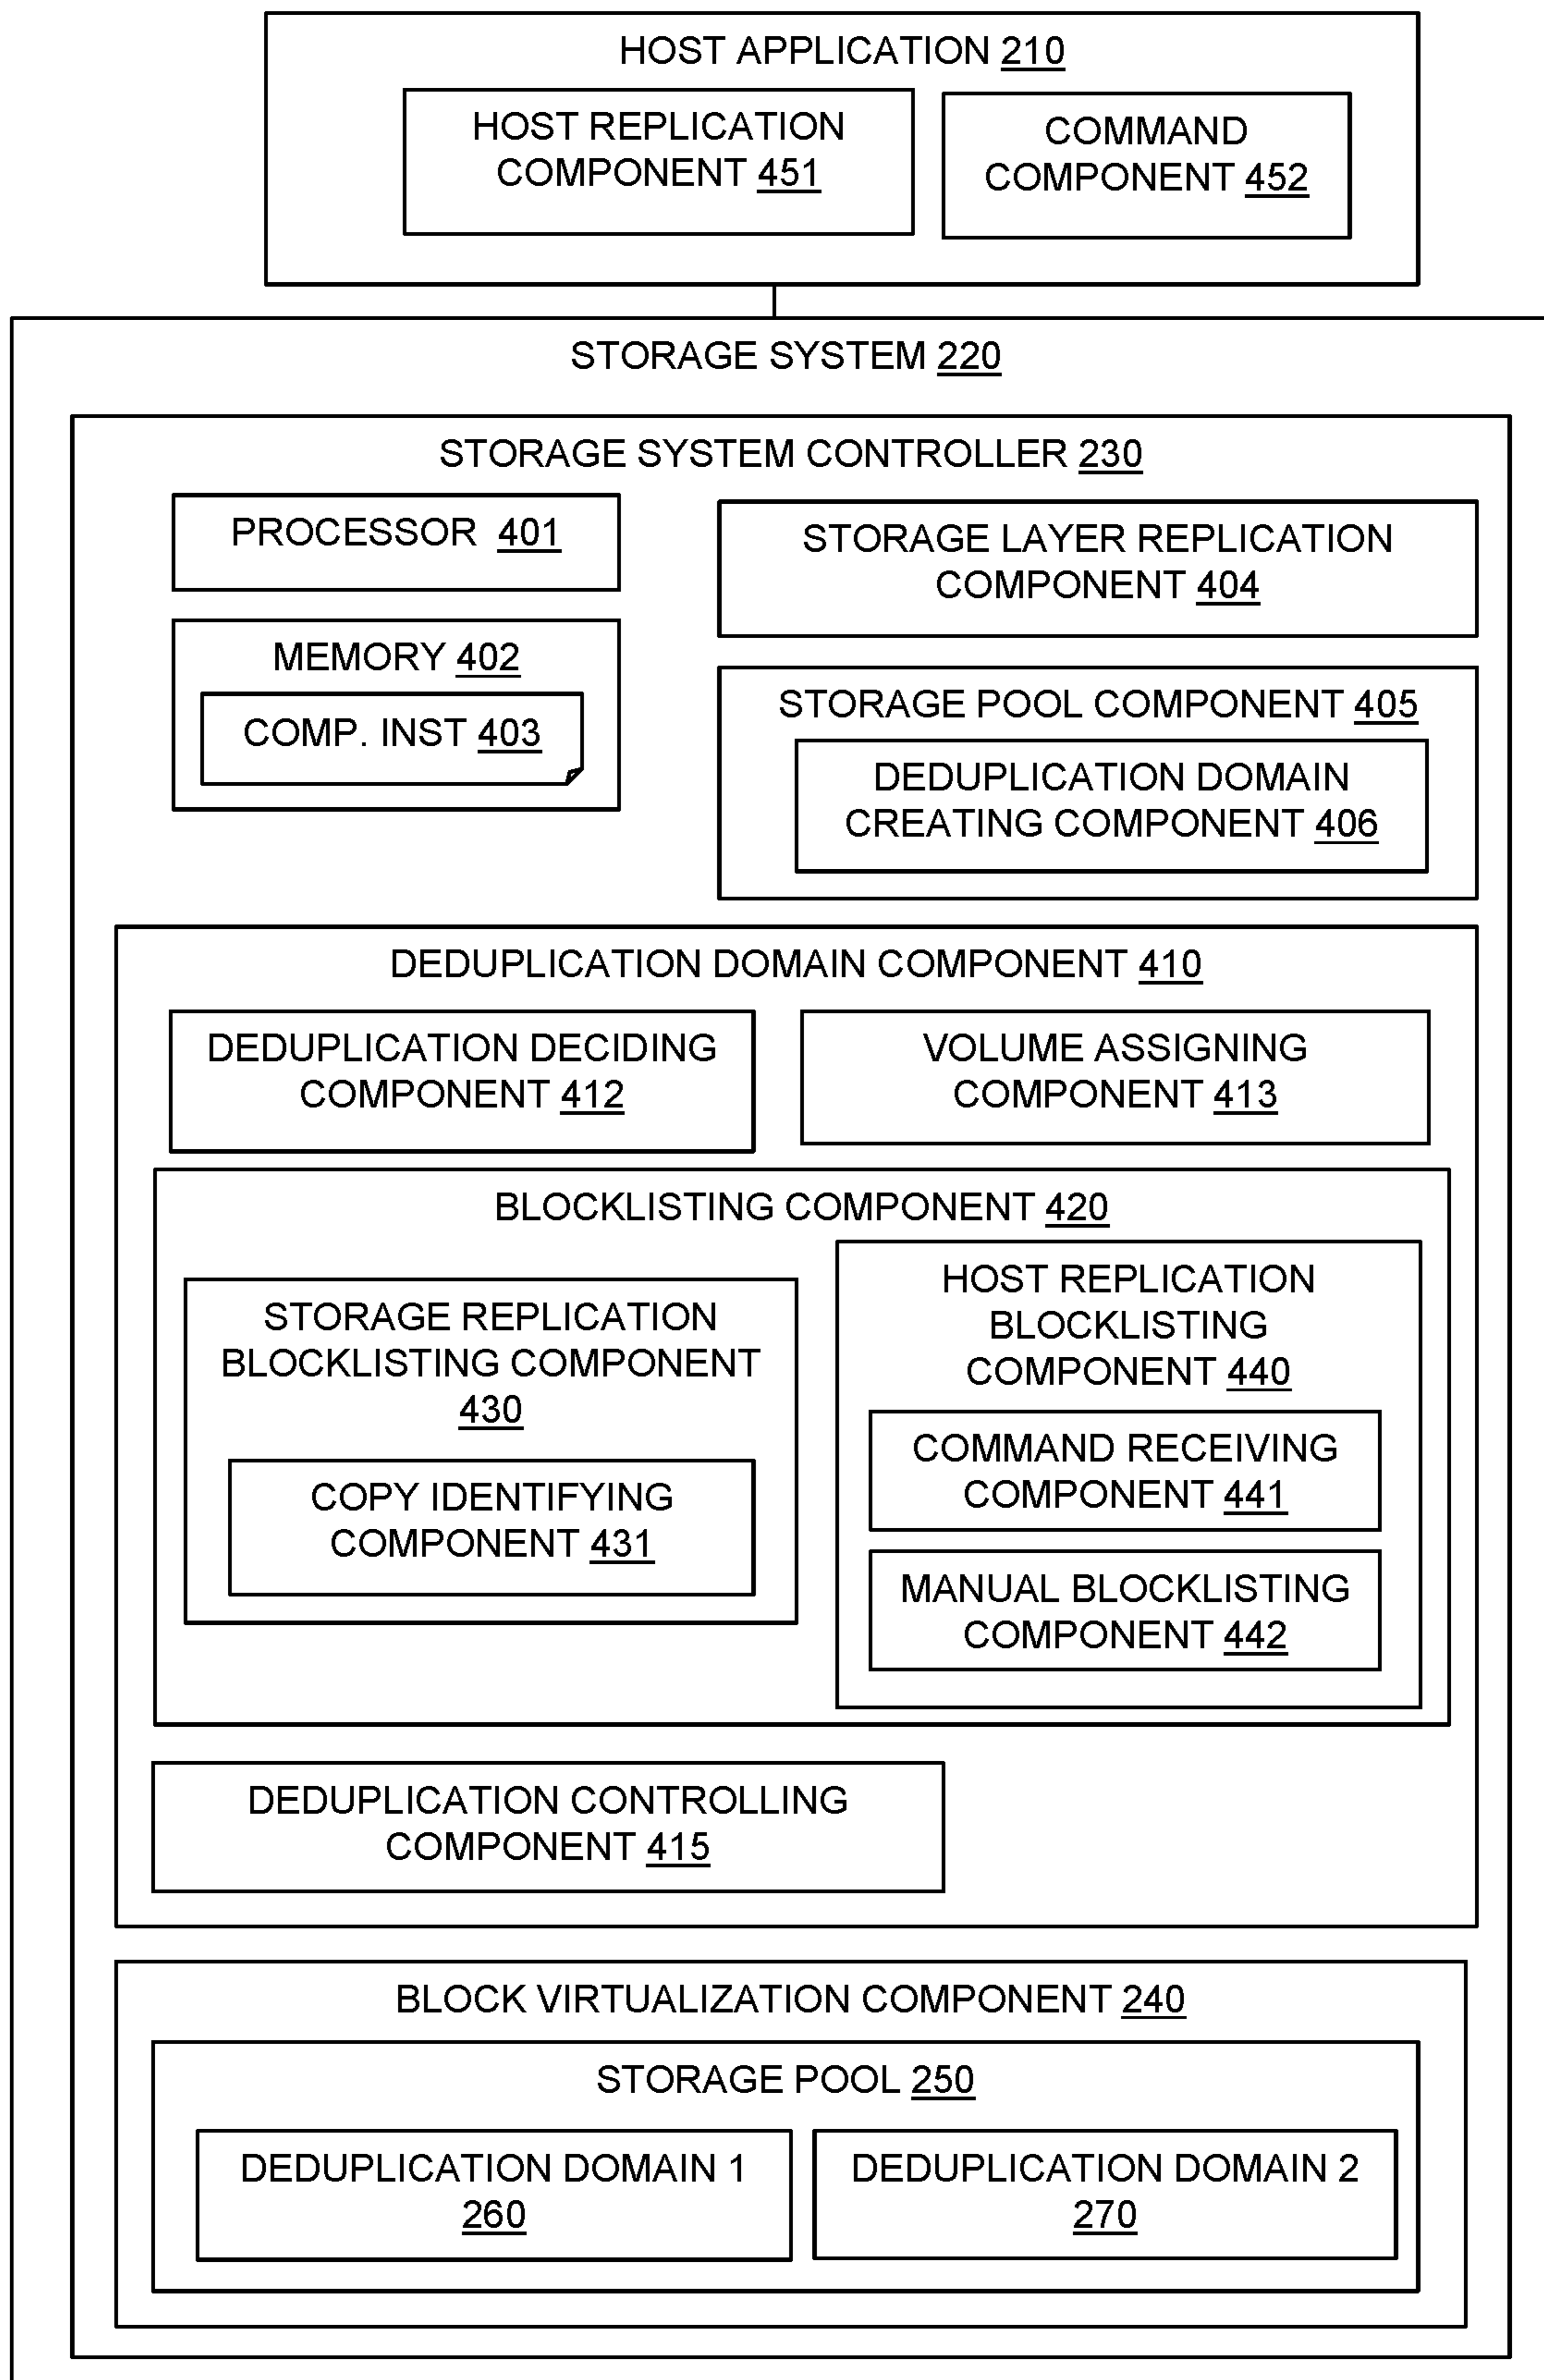 HOST APPLICATION 210
HOST REPLICATION
COMPONENT 451
COMMAND
COMPONENT 452
STORAGE SYSTEM 220
STORAGE SYSTEM CONTROLLER 230
PROCESSOR 401
MEMORY 402
COMP. INST 403
STORAGE LAYER REPLICATION
COMPONENT 404
STORAGE POOL COMPONENT 405
DEDUPLICATION DOMAIN
CREATING COMPONENT 406
DEDUPLICATION DOMAIN COMPONENT 410
DEDUPLICATION DECIDING
COMPONENT 412
VOLUME ASSIGNING
COMPONENT 413
BLOCKLISTING COMPONENT 420
STORAGE REPLICATION
BLOCKLISTING COMPONENT
430
COPY IDENTIFYING
COMPONENT 431
HOST REPLICATION
BLOCKLISTING
COMPONENT 440
COMMAND RECEIVING
COMPONENT 441
MANUAL BLOCKLISTING
COMPONENT 442
DEDUPLICATION CONTROLLING
COMPONENT 415
BLOCK VIRTUALIZATION COMPONENT 240
STORAGE POOL 250
DEDUPLICATION DOMAIN 1
260
DEDUPLICATION DOMAIN 2
270